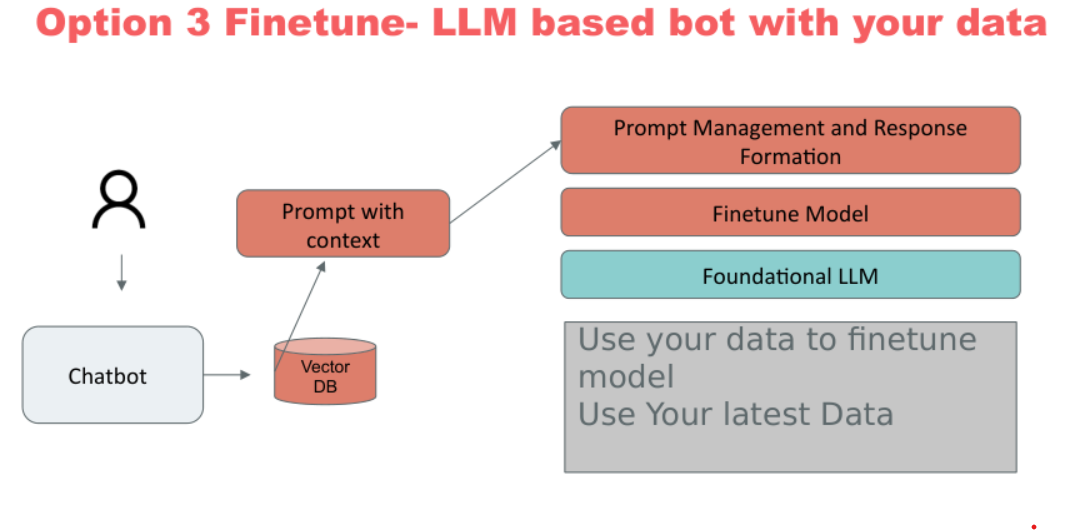 Option 3 Finetune- LLM based bot with your data
Prompt Management and Response
Formation
Prompt with
context
Finetune Model
Foundational LLM
Chatbot
Vector
DB
Use your data to finetune
model
Use Your latest Data